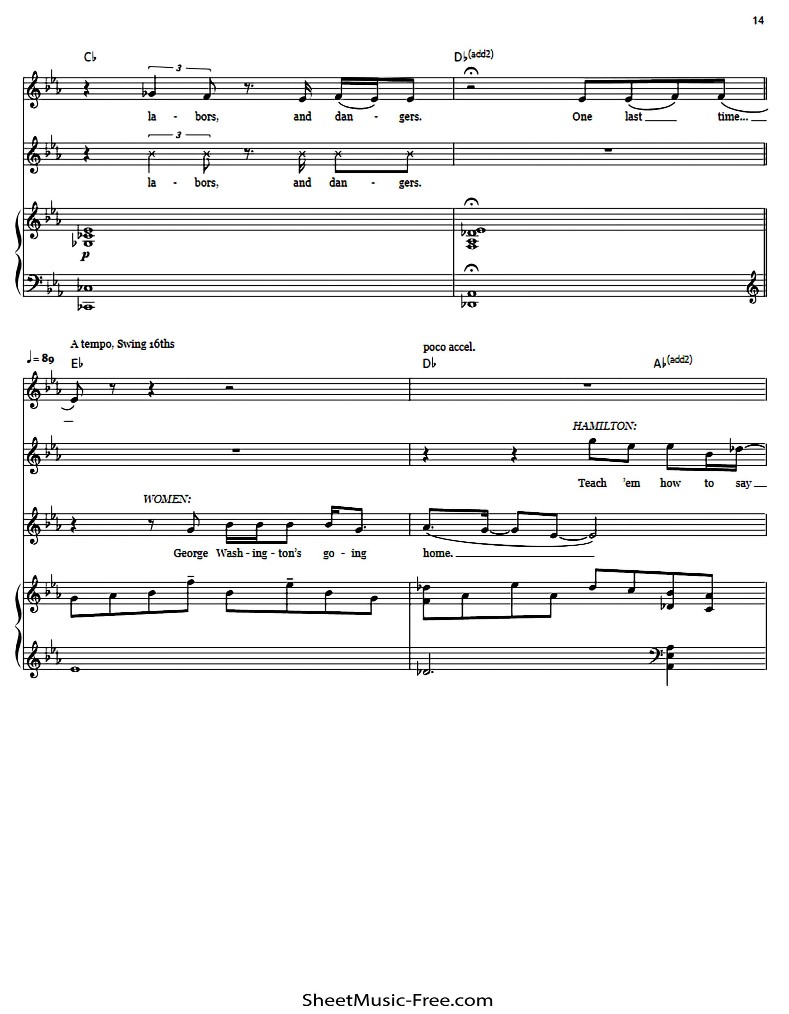 14
C♭ D♭(add2)
3
la - bors, and dan - gers. One last time...
3
la - bors, and dan - gers.
p
A tempo, Swing 16ths poco accel.
♩= 89 E♭ D♭ A♭(add2)
HAMILTON:
Teach 'em how to say
WOMEN:
George Wash - ing - ton's go - ing home.
SheetMusic-Free.com